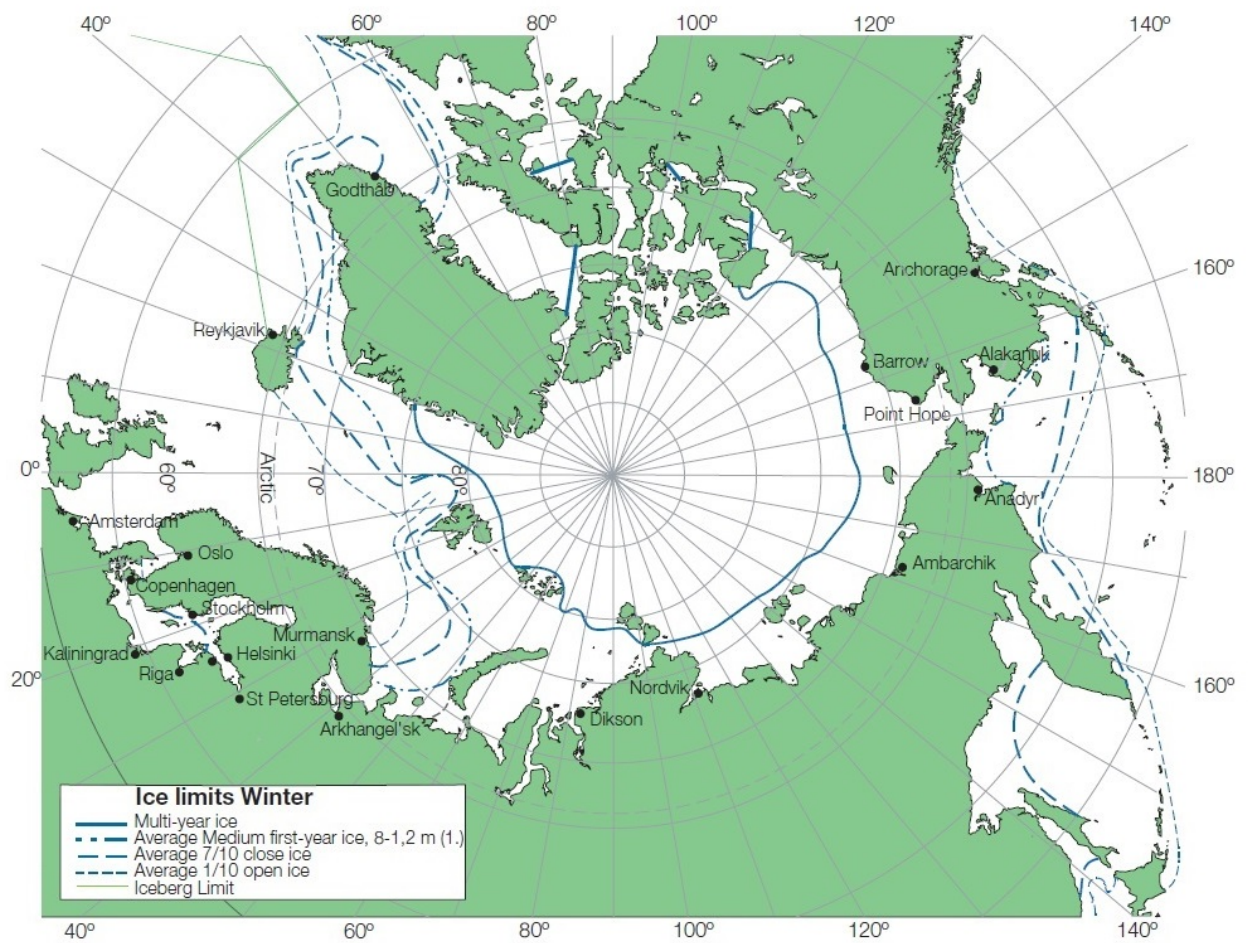 40º
60º
80º
100º
120º
140º
Godthåb
Anchorage
160º
Reykjavik
Barrow
Alakanuk
Point Hope
0º
60º
Arctic
70º
80º
180º
Anadyr
Amsterdam
Oslo
Ambarchik
Copenhagen
Stockholm
Murmansk
Kaliningrad
Helsinki
Riga
20º
St Petersburg
Nordvik
160º
Arkhangel'sk
Dikson
Ice limits Winter
Multi-year ice
Average Medium first-year ice, 8-1,2 m (1.)
Average 7/10 close ice
Average 1/10 open ice
Iceberg Limit
40º
60º
80º
100º
120º
140º